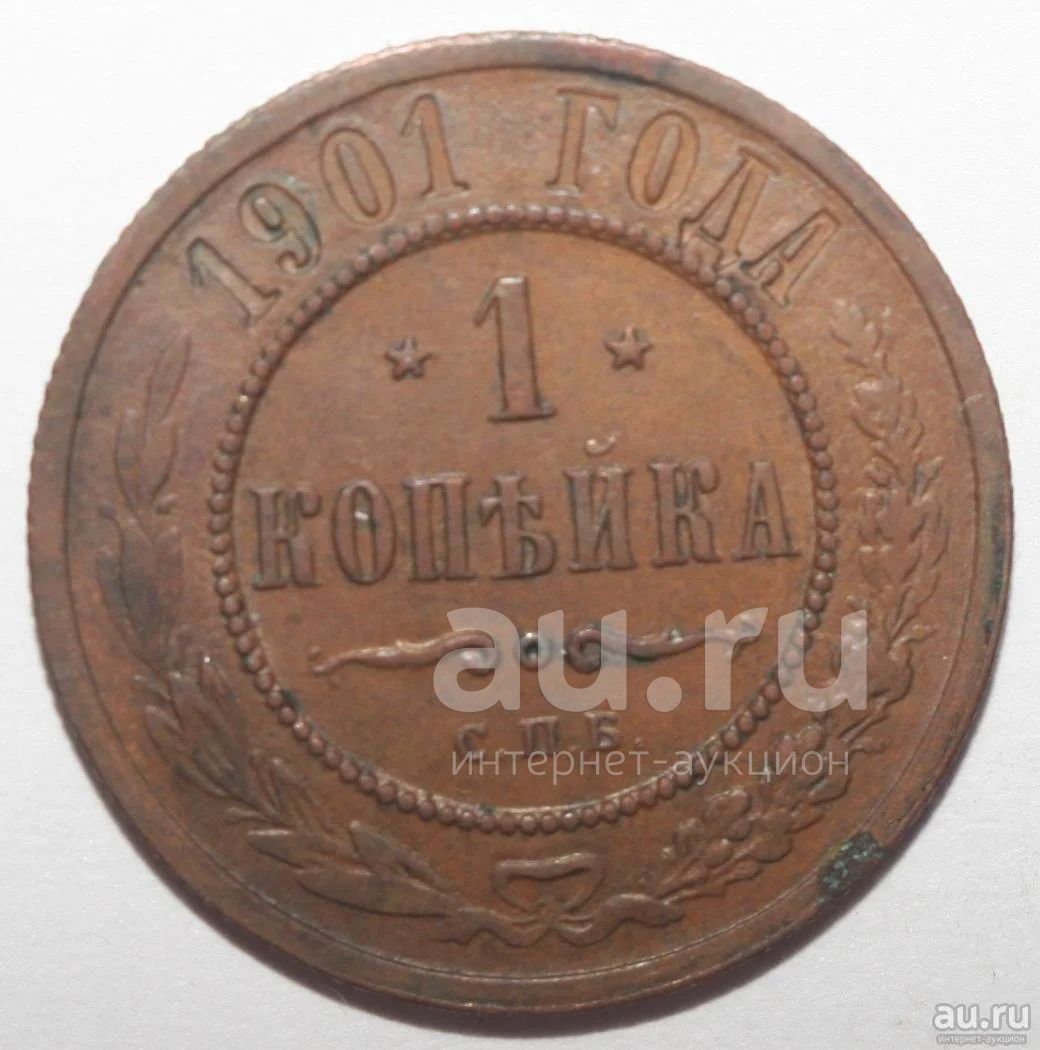 1901 ГОДА
* 1 *
КОПѢЙКА
С.П.Б.
au.ru
интернет-аукцион
au.ru
интернет-аукцион